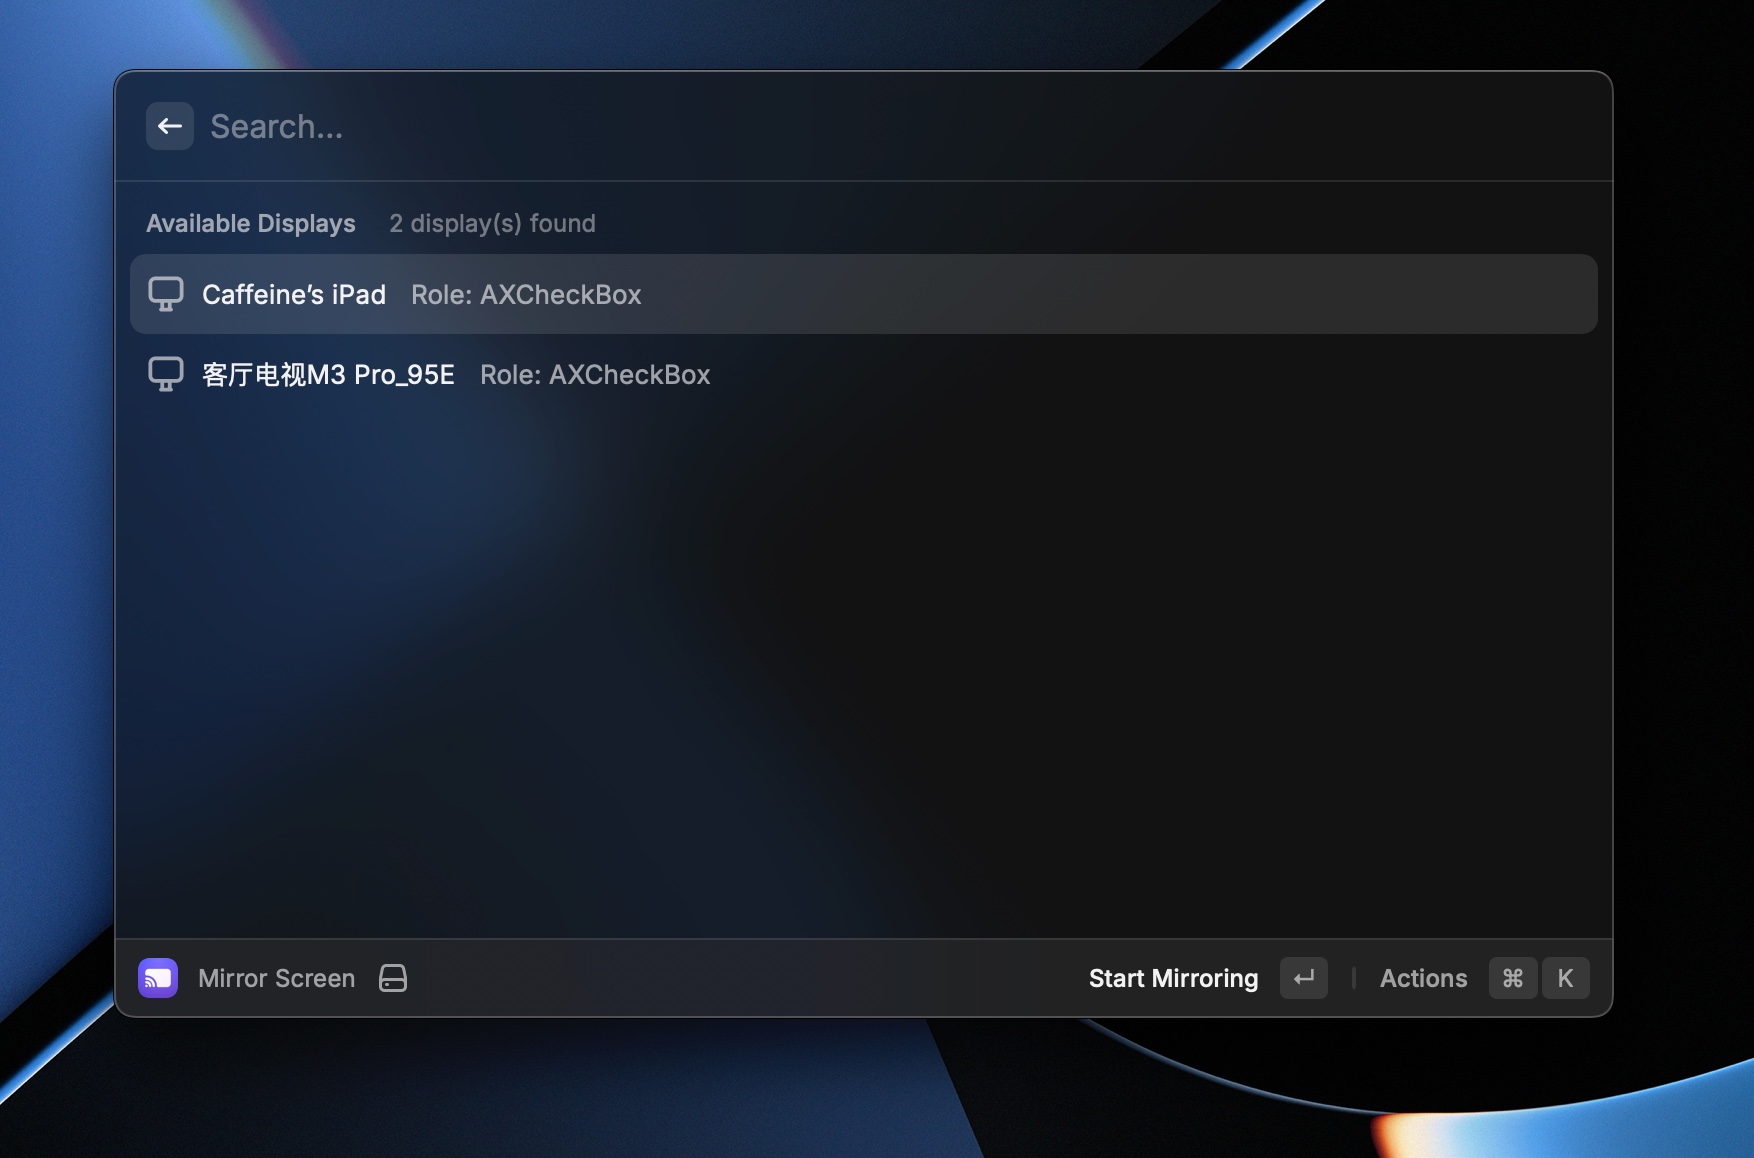 Search...
Available Displays 2 display(s) found
Caffeine’s iPad Role: AXCheckBox
客厅电视M3 Pro_95E Role: AXCheckBox
Mirror Screen Start Mirroring ↵ Actions ⌘ K